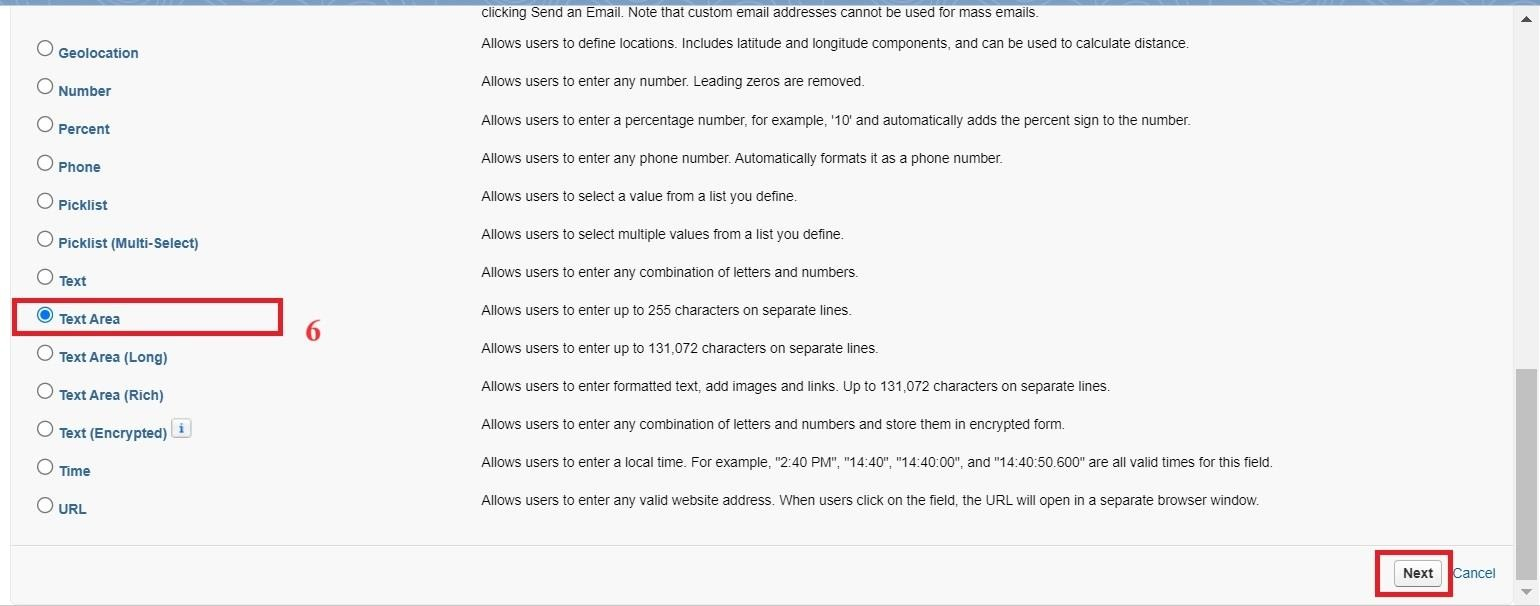 clicking Send an Email. Note that custom email addresses cannot be used for mass emails.
Geolocation Allows users to define locations. Includes latitude and longitude components, and can be used to calculate distance.
Number Allows users to enter any number. Leading zeros are removed.
Percent Allows users to enter a percentage number, for example, '10' and automatically adds the percent sign to the number.
Phone Allows users to enter any phone number. Automatically formats it as a phone number.
Picklist Allows users to select a value from a list you define.
Picklist (Multi-Select) Allows users to select multiple values from a list you define.
Text Allows users to enter any combination of letters and numbers.
Text Area 6 Allows users to enter up to 255 characters on separate lines.
Text Area (Long) Allows users to enter up to 131,072 characters on separate lines.
Text Area (Rich) Allows users to enter formatted text, add images and links. Up to 131,072 characters on separate lines.
Text (Encrypted) i Allows users to enter any combination of letters and numbers and store them in encrypted form.
Time Allows users to enter a local time. For example, "2:40 PM", "14:40", "14:40:00", and "14:40:50.600" are all valid times for this field.
URL Allows users to enter any valid website address. When users click on the field, the URL will open in a separate browser window.
Next Cancel